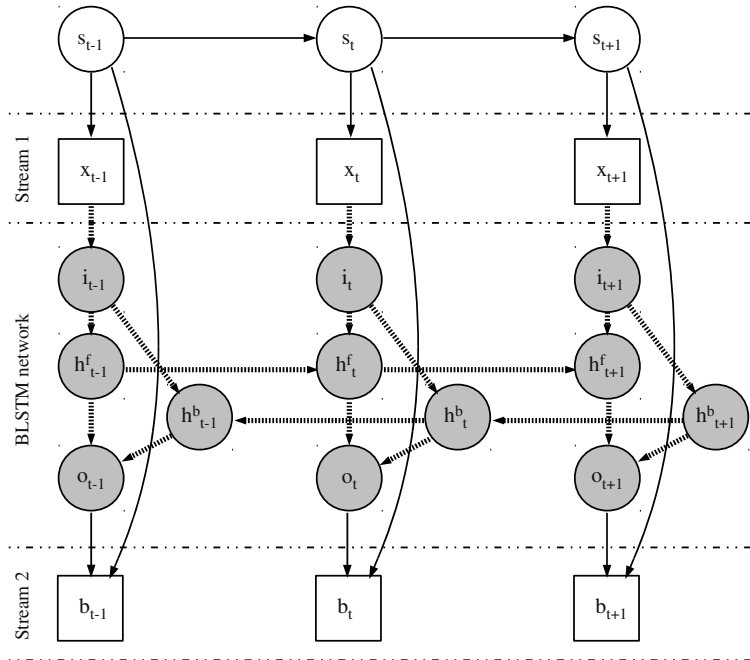 s_{t-1} s_t s_{t+1}
Stream 1
x_{t-1} x_t x_{t+1}
BLSTM network
i_{t-1} i_t i_{t+1}
h^f_{t-1} h^f_t h^f_{t+1}
h^b_{t-1} h^b_t h^b_{t+1}
o_{t-1} o_t o_{t+1}
Stream 2
b_{t-1} b_t b_{t+1}